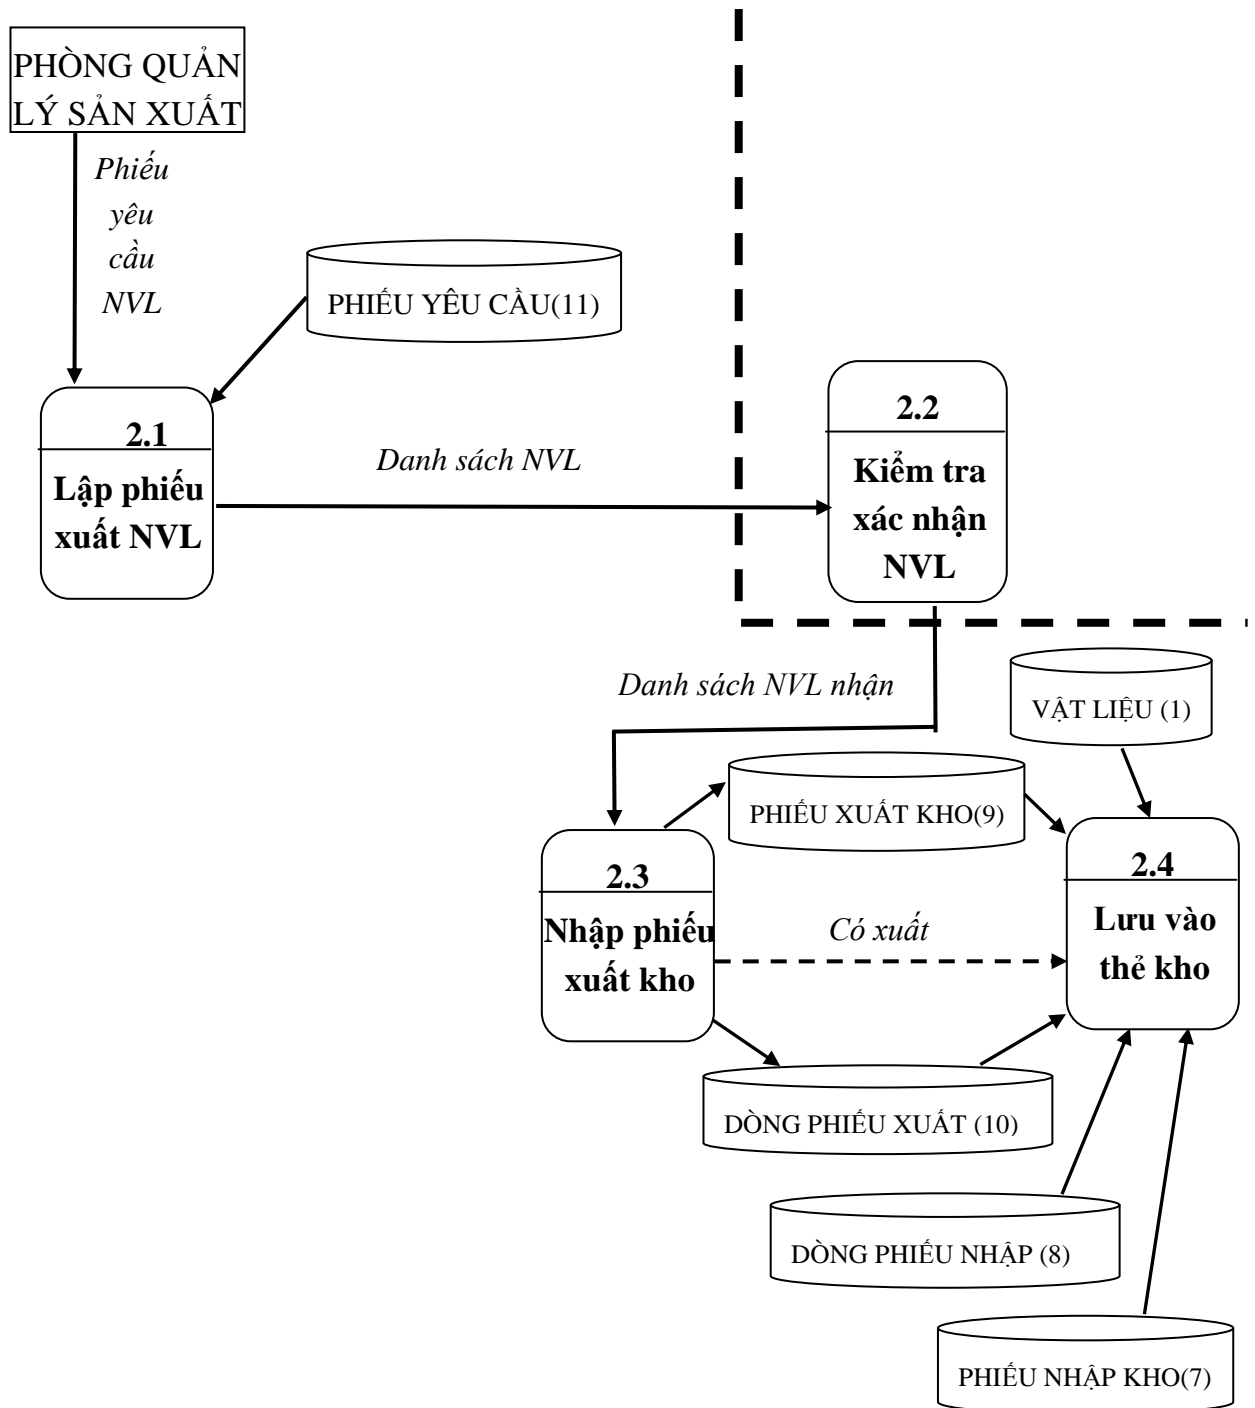 PHÒNG QUẢN
LÝ SẢN XUẤT
Phiếu
yêu
cầu
NVL
PHIẾU YÊU CẦU(11)
2.1
Lập phiếu
xuất NVL
Danh sách NVL
2.2
Kiểm tra
xác nhận
NVL
Danh sách NVL nhận
VẬT LIỆU (1)
PHIẾU XUẤT KHO(9)
2.3
Nhập phiếu
xuất kho
Có xuất
2.4
Lưu vào
thẻ kho
DÒNG PHIẾU XUẤT (10)
DÒNG PHIẾU NHẬP (8)
PHIẾU NHẬP KHO(7)